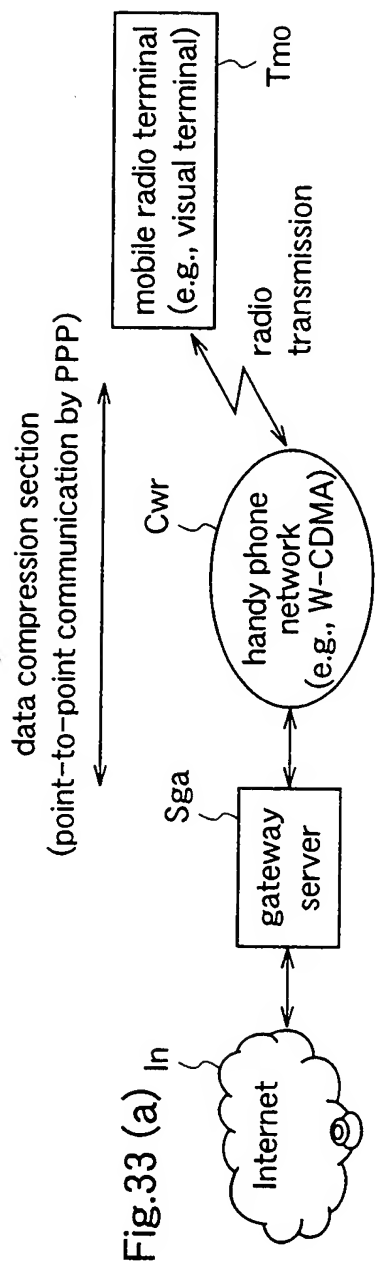 Fig.33 (a)
data compression section
(point-to-point communication by PPP)
In
Internet
Sga
gateway
server
Cwr
handy phone
network
(e.g., W-CDMA)
radio
transmission
mobile radio terminal
(e.g., visual terminal)
Tmo